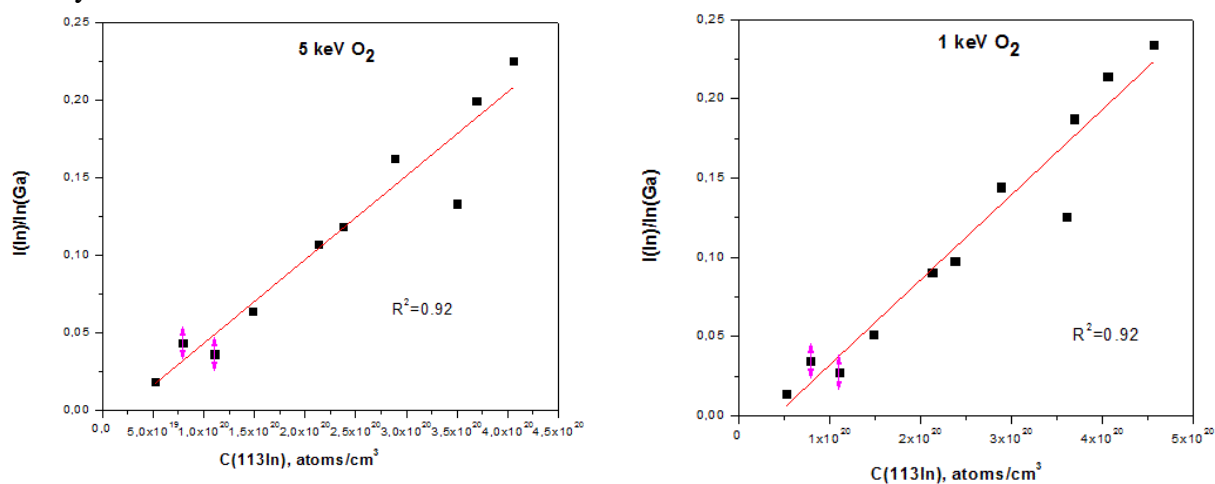 5 keV O2
0,25
0,20
0,15
0,10
0,05
0,00
I(In)/In(Ga)
R2=0.92
0,0
5,0x10 19
1,0x10 20
1,5x10 20
2,0x10 20
2,5x10 20
3,0x10 20
3,5x10 20
4,0x10 20
4,5x10 20
C(113In), atoms/cm3
1 keV O2
0,25
0,20
0,15
0,10
0,05
0,00
I(In)/In(Ga)
R2=0.92
0
1x10 20
2x10 20
3x10 20
4x10 20
5x10 20
C(113In), atoms/cm3